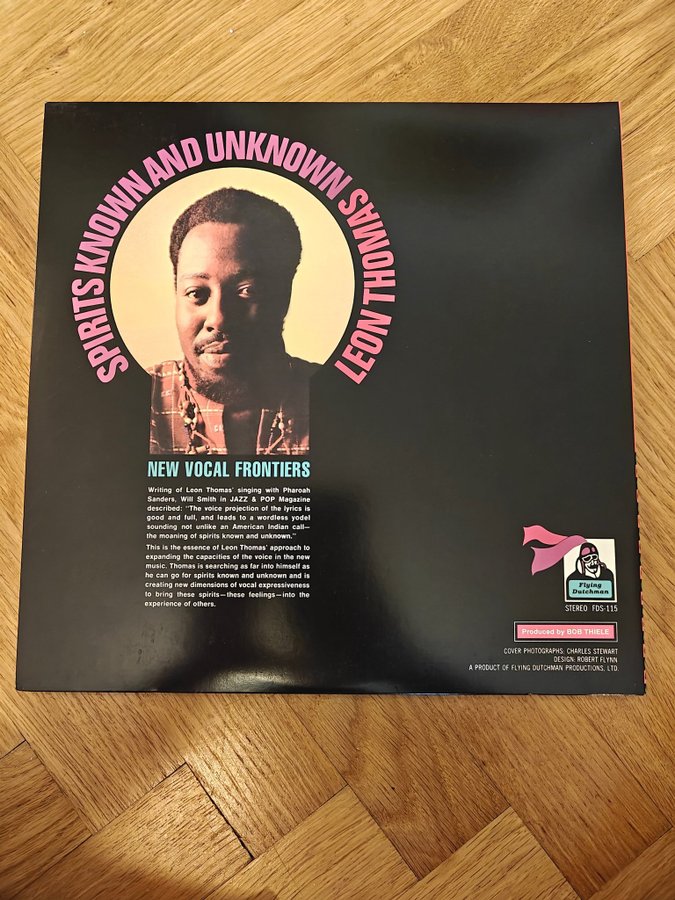 SPIRITS KNOWN AND UNKNOWN
LEON THOMAS
NEW VOCAL FRONTIERS
Writing of Leon Thomas' singing with Pharoah
Sanders, Will Smith in JAZZ & POP Magazine
described: "The voice projection of the lyrics is
good and full, and leads to a wordless yodel
sounding not unlike an American Indian call—
the moaning of spirits known and unknown."
This is the essence of Leon Thomas' approach to
expanding the capacities of the voice in the new
music. Thomas is searching as far into himself as
he can go for spirits known and unknown and is
creating new dimensions of vocal expressiveness
to bring these spirits—these feelings—into the
experience of others.
Flying
Dutchman
STEREO FDS-115
Produced by BOB THIELE
COVER PHOTOGRAPHS: CHARLES STEWART
DESIGN: ROBERT FLYNN
A PRODUCT OF FLYING DUTCHMAN PRODUCTIONS, LTD.